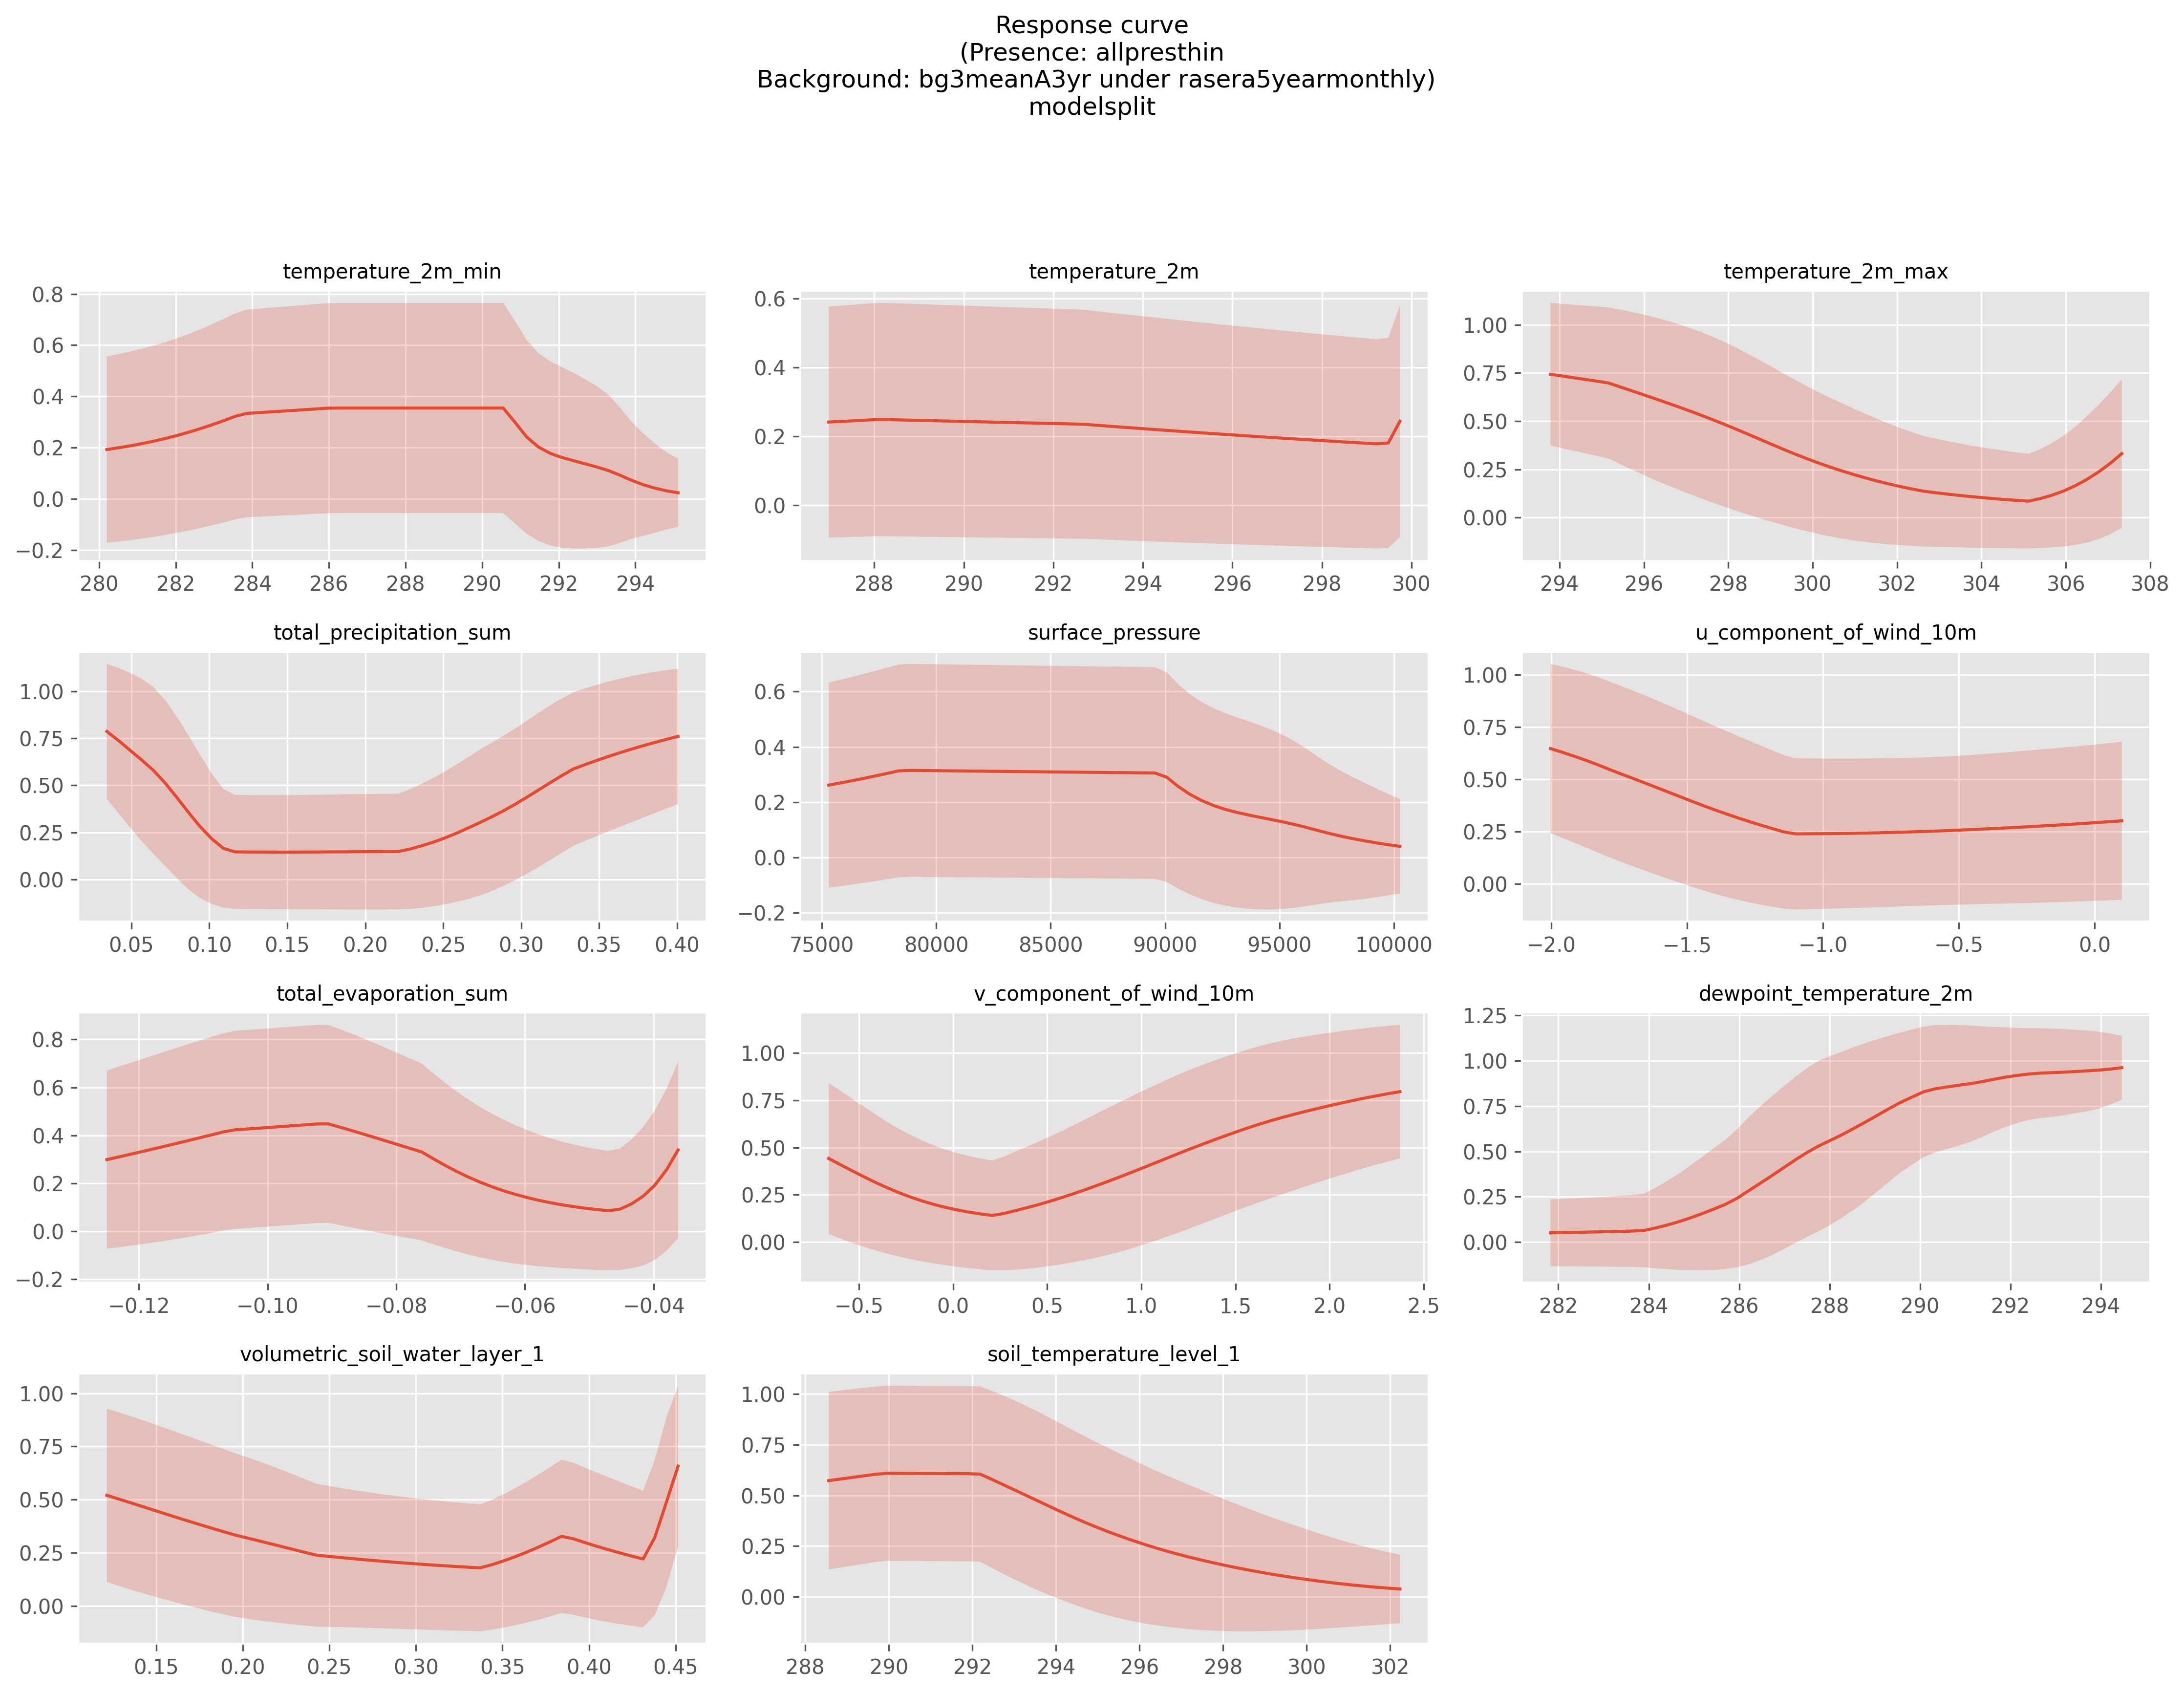 Response curve
(Presence: allpresthin
Background: bg3meanA3yr under rasera5yearmonthly)
modelsplit
temperature_2m_min
0.8
0.6
0.4
0.2
0.0
−0.2
280 282 284 286 288 290 292 294
temperature_2m
0.6
0.4
0.2
0.0
288 290 292 294 296 298 300
temperature_2m_max
1.00
0.75
0.50
0.25
0.00
294 296 298 300 302 304 306 308
total_precipitation_sum
1.00
0.75
0.50
0.25
0.00
0.05 0.10 0.15 0.20 0.25 0.30 0.35 0.40
surface_pressure
0.6
0.4
0.2
0.0
−0.2
75000 80000 85000 90000 95000 100000
u_component_of_wind_10m
1.00
0.75
0.50
0.25
0.00
−2.0 −1.5 −1.0 −0.5 0.0
total_evaporation_sum
0.8
0.6
0.4
0.2
0.0
−0.2
−0.12 −0.10 −0.08 −0.06 −0.04
v_component_of_wind_10m
1.00
0.75
0.50
0.25
0.00
−0.5 0.0 0.5 1.0 1.5 2.0 2.5
dewpoint_temperature_2m
1.25
1.00
0.75
0.50
0.25
0.00
282 284 286 288 290 292 294
volumetric_soil_water_layer_1
1.00
0.75
0.50
0.25
0.00
0.15 0.20 0.25 0.30 0.35 0.40 0.45
soil_temperature_level_1
1.00
0.75
0.50
0.25
0.00
288 290 292 294 296 298 300 302